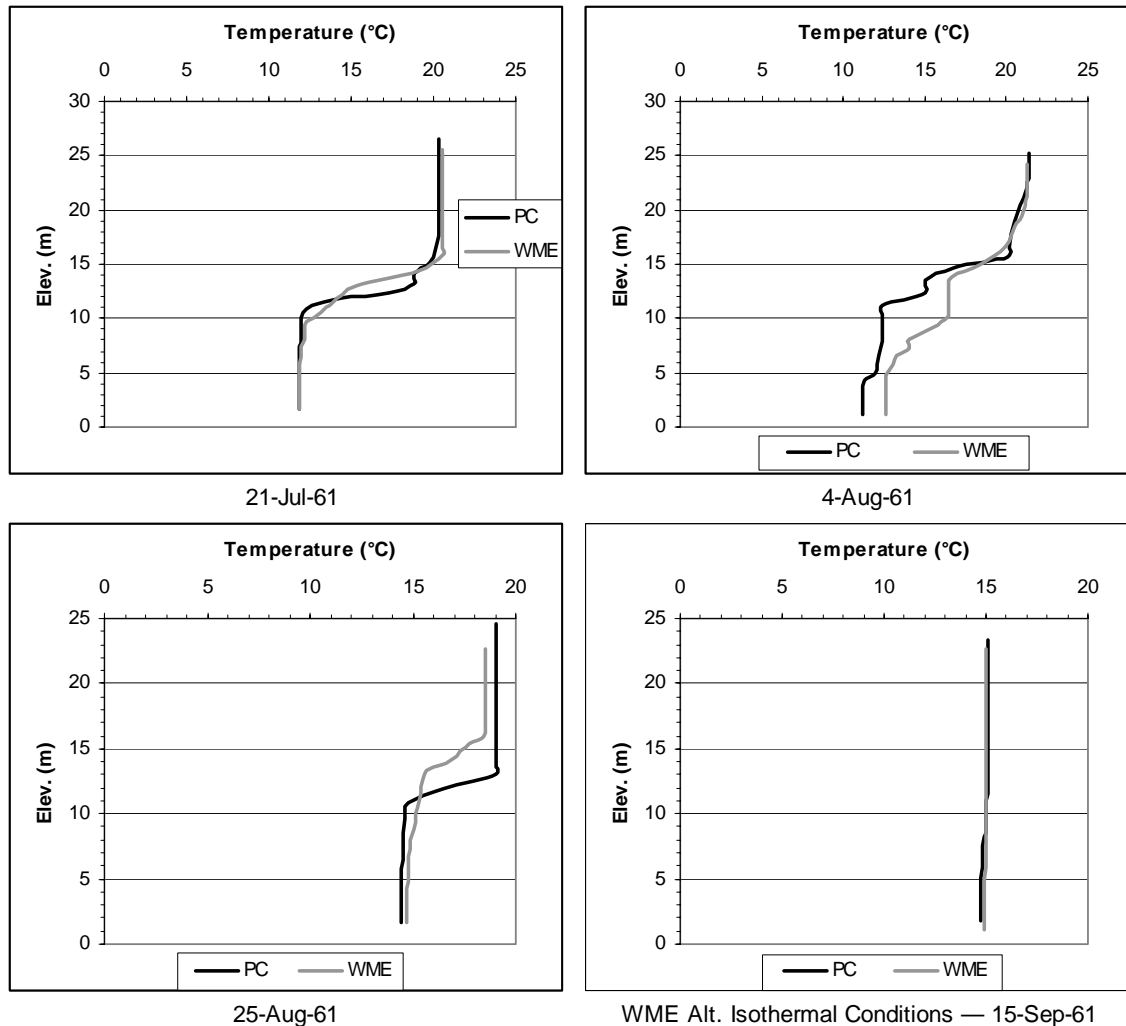 Temperature (°C)
0 5 10 15 20 25
30
25
20
15
10
5
0
Elev. (m)
PC
WME
21-Jul-61
Temperature (°C)
0 5 10 15 20 25
30
25
20
15
10
5
0
Elev. (m)
PC WME
4-Aug-61
Temperature (°C)
0 5 10 15 20
25
20
15
10
5
0
Elev. (m)
PC WME
25-Aug-61
Temperature (°C)
0 5 10 15 20
25
20
15
10
5
0
Elev. (m)
PC WME
WME Alt. Isothermal Conditions — 15-Sep-61